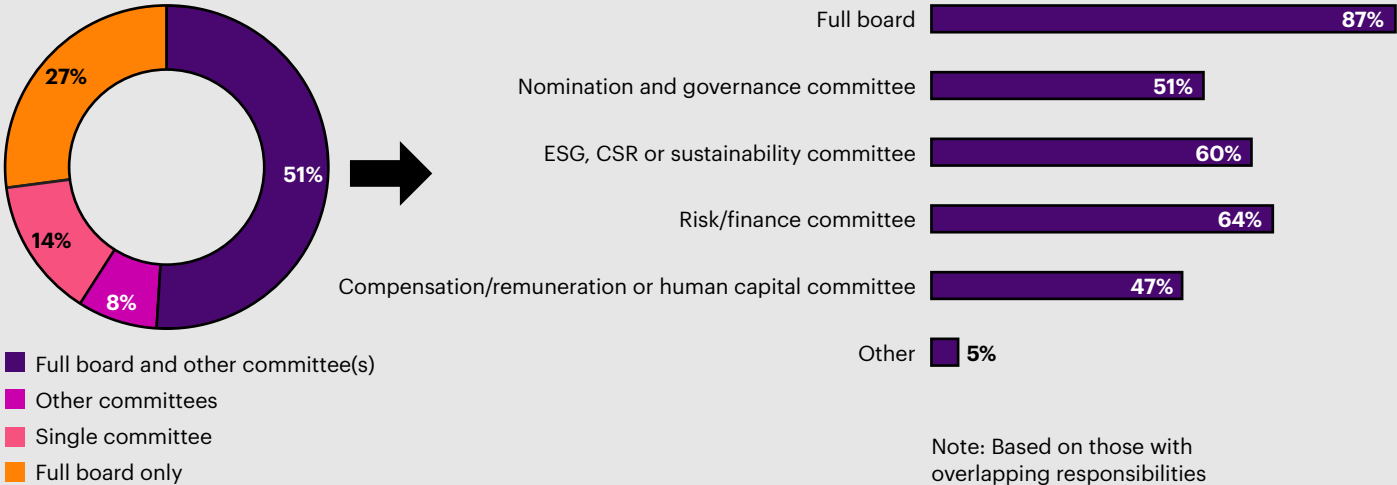 27%
51%
14%
8%
Full board and other committee(s)
Other committees
Single committee
Full board only
Full board
87%
Nomination and governance committee
51%
ESG, CSR or sustainability committee
60%
Risk/finance committee
64%
Compensation/remuneration or human capital committee
47%
Other
5%
Note: Based on those with
overlapping responsibilities